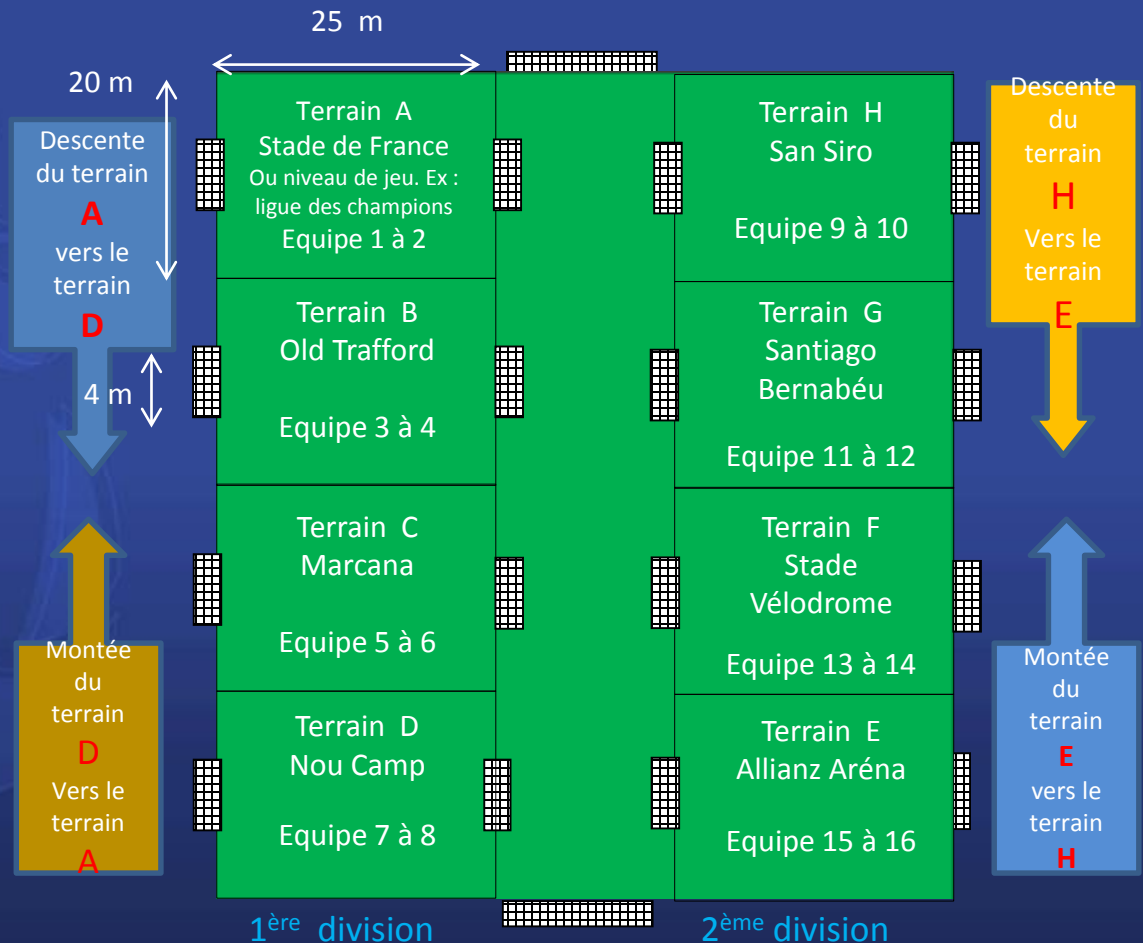 25 m
20 m
Descente
du terrain
A
vers le
terrain
D
4 m
Montée
du
terrain
D
Vers le
terrain
A
Terrain A
Stade de France
Ou niveau de jeu. Ex :
ligue des champions
Equipe 1 à 2
Terrain B
Old Trafford
Equipe 3 à 4
Terrain C
Marcana
Equipe 5 à 6
Terrain D
Nou Camp
Equipe 7 à 8
1ère division
Terrain H
San Siro
Equipe 9 à 10
Terrain G
Santiago
Bernabéu
Equipe 11 à 12
Terrain F
Stade
Vélodrome
Equipe 13 à 14
Terrain E
Allianz Aréna
Equipe 15 à 16
2ème division
Descente
du
terrain
H
Vers le
terrain
E
Montée
du
terrain
E
vers le
terrain
H